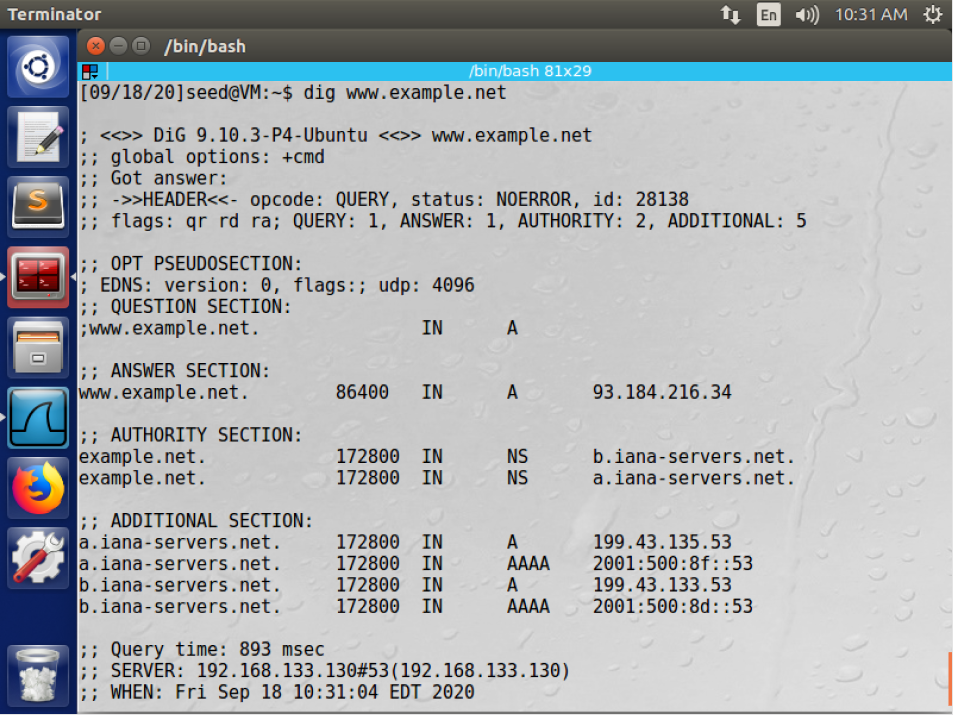 Terminator En 10:31 AM
/bin/bash
/bin/bash 81x29
[09/18/20]seed@VM:~$ dig www.example.net
; <<>> DiG 9.10.3-P4-Ubuntu <<>> www.example.net
;; global options: +cmd
;; Got answer:
;; ->>HEADER<<- opcode: QUERY, status: NOERROR, id: 28138
;; flags: qr rd ra; QUERY: 1, ANSWER: 1, AUTHORITY: 2, ADDITIONAL: 5
;; OPT PSEUDOSECTION:
; EDNS: version: 0, flags:; udp: 4096
;; QUESTION SECTION:
;www.example.net. IN A
;; ANSWER SECTION:
www.example.net. 86400 IN A 93.184.216.34
;; AUTHORITY SECTION:
example.net. 172800 IN NS b.iana-servers.net.
example.net. 172800 IN NS a.iana-servers.net.
;; ADDITIONAL SECTION:
a.iana-servers.net. 172800 IN A 199.43.135.53
a.iana-servers.net. 172800 IN AAAA 2001:500:8f::53
b.iana-servers.net. 172800 IN A 199.43.133.53
b.iana-servers.net. 172800 IN AAAA 2001:500:8d::53
;; Query time: 893 msec
;; SERVER: 192.168.133.130#53(192.168.133.130)
;; WHEN: Fri Sep 18 10:31:04 EDT 2020